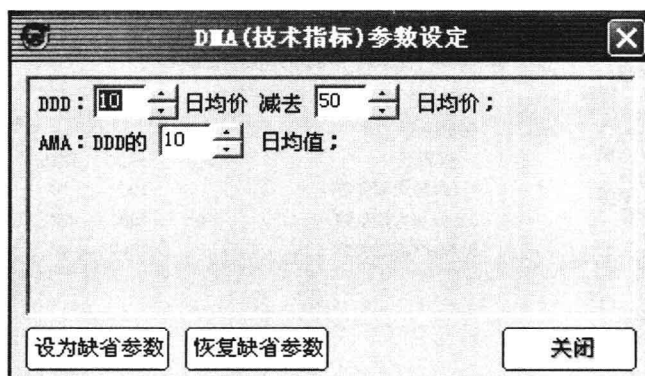 DMA(技术指标)参数设定
DDD: 10 日均价 减去 50 日均价;
AMA: DDD的 10 日均值;
设为缺省参数 恢复缺省参数 关闭